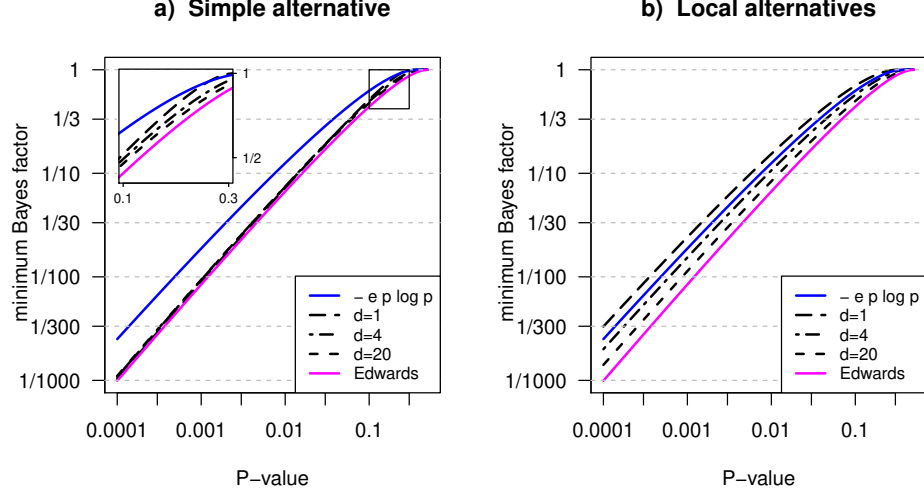 a) Simple alternative
minimum Bayes factor
1
1/3
1/10
1/30
1/100
1/300
1/1000
1
1/2
0.1
0.3
− e p log p
d=1
d=4
d=20
Edwards
0.0001
0.001
0.01
0.1
P−value
b) Local alternatives
minimum Bayes factor
1
1/3
1/10
1/30
1/100
1/300
1/1000
− e p log p
d=1
d=4
d=20
Edwards
0.0001
0.001
0.01
0.1
P−value